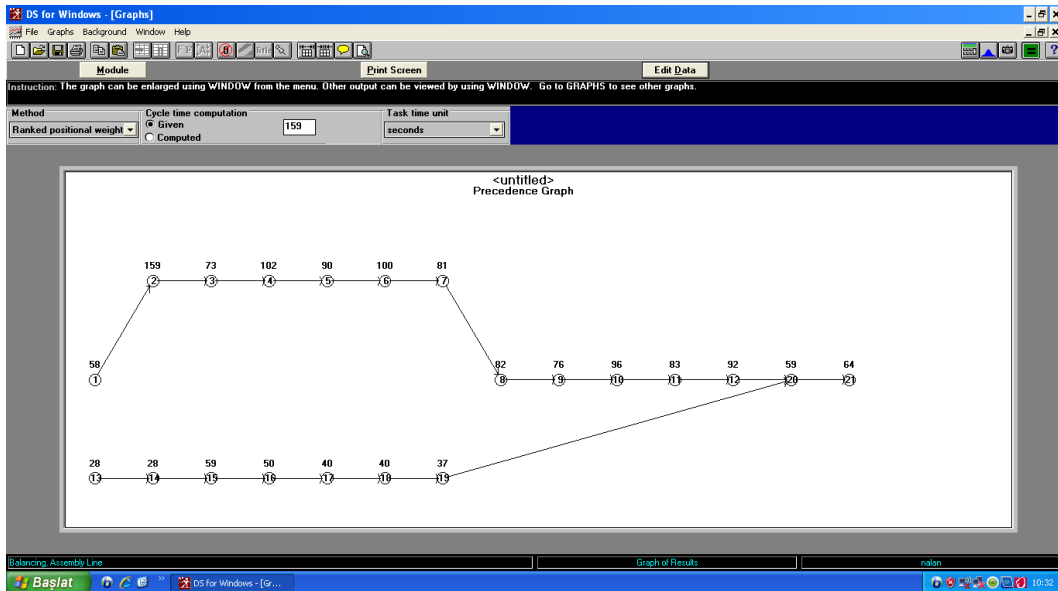 DS for Windows - [Graphs]
File Graphs Background Window Help
Title
Module Print Screen Edit Data
Instruction: The graph can be enlarged using WINDOW from the menu. Other output can be viewed by using WINDOW. Go to GRAPHS to see other graphs.
Method Cycle time computation Task time unit
Ranked positional weight Given 159 seconds
Computed
<untitled>
Precedence Graph
159 73 102 90 100 81
2 3 4 5 6 7
58 82 76 96 83 92 59 64
1 8 9 10 11 12 20 21
28 28 59 50 40 40 37
13 14 15 16 17 18 19
Balancing, Assembly Line Graph of Results nalan
Başlat DS for Windows - [Gr... 10:32